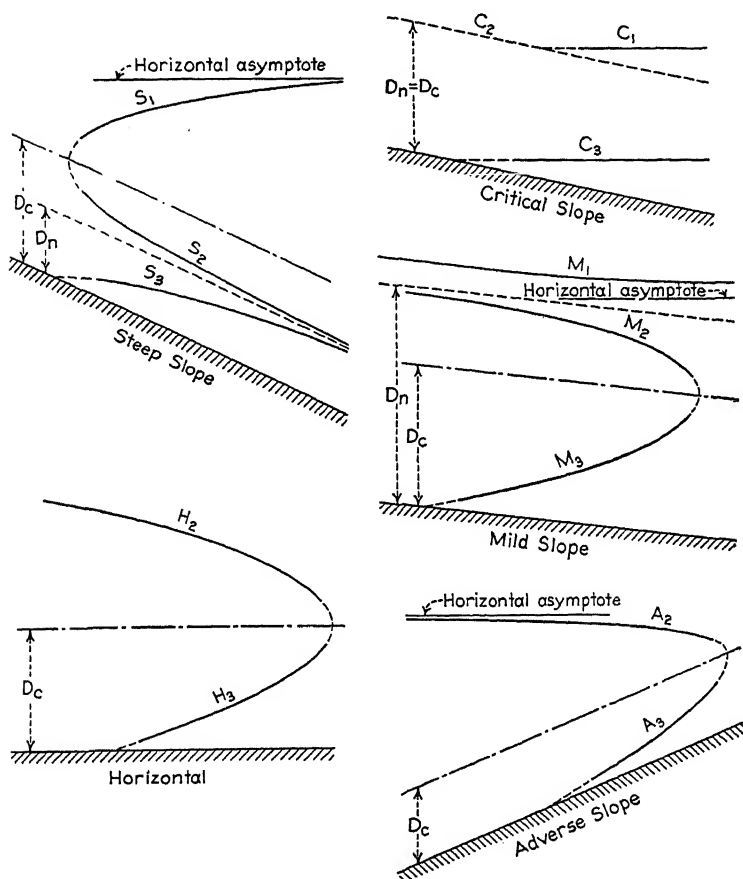 Horizontal asymptote
S₁
Dc
Dn
S₂
S₃
Steep Slope
C₂
C₁
Dn=Dc
C₃
Critical Slope
M₁
Horizontal asymptote
M₂
Dn
Dc
M₃
Mild Slope
H₂
Dc
H₃
Horizontal
Horizontal asymptote
A₂
A₃
Dc
Adverse Slope